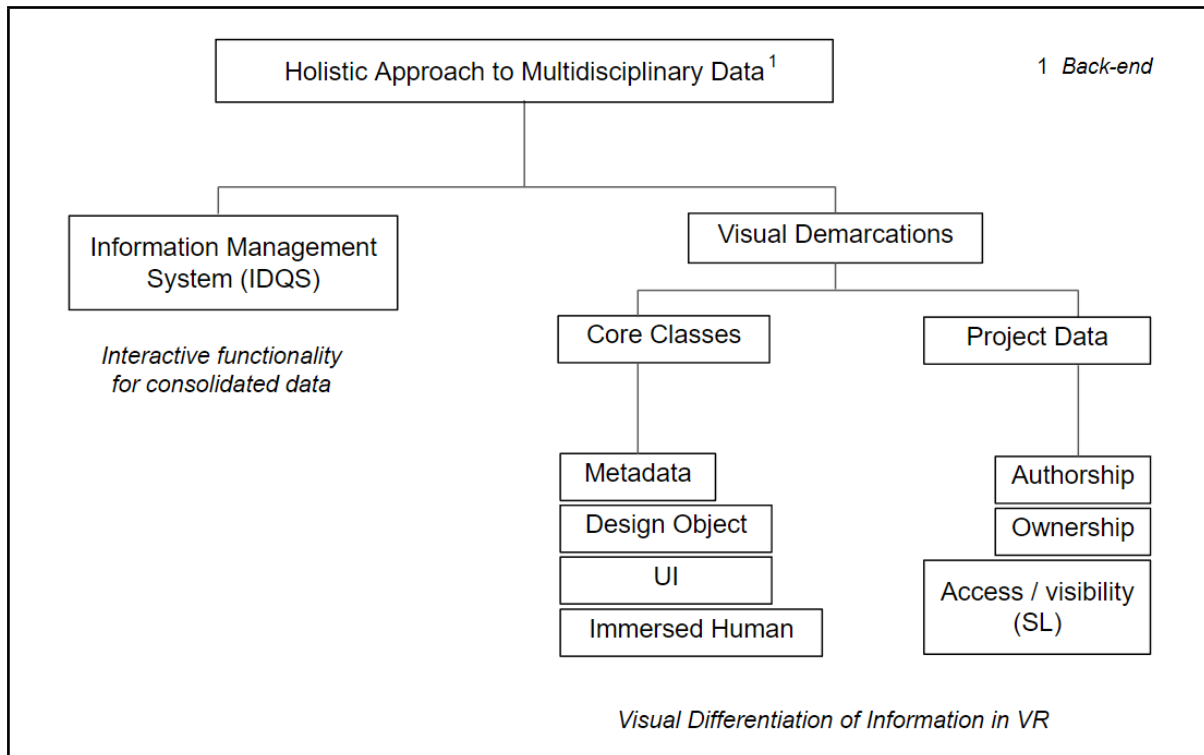 Holistic Approach to Multidisciplinary Data¹
1 Back-end
Information Management
System (IDQS)
Visual Demarcations
Interactive functionality
for consolidated data
Core Classes
Project Data
Metadada
Design Object
UI
Immersed Human
Authorship
Ownership
Access / visibility
(SL)
Visual Differentiation of Information in VR